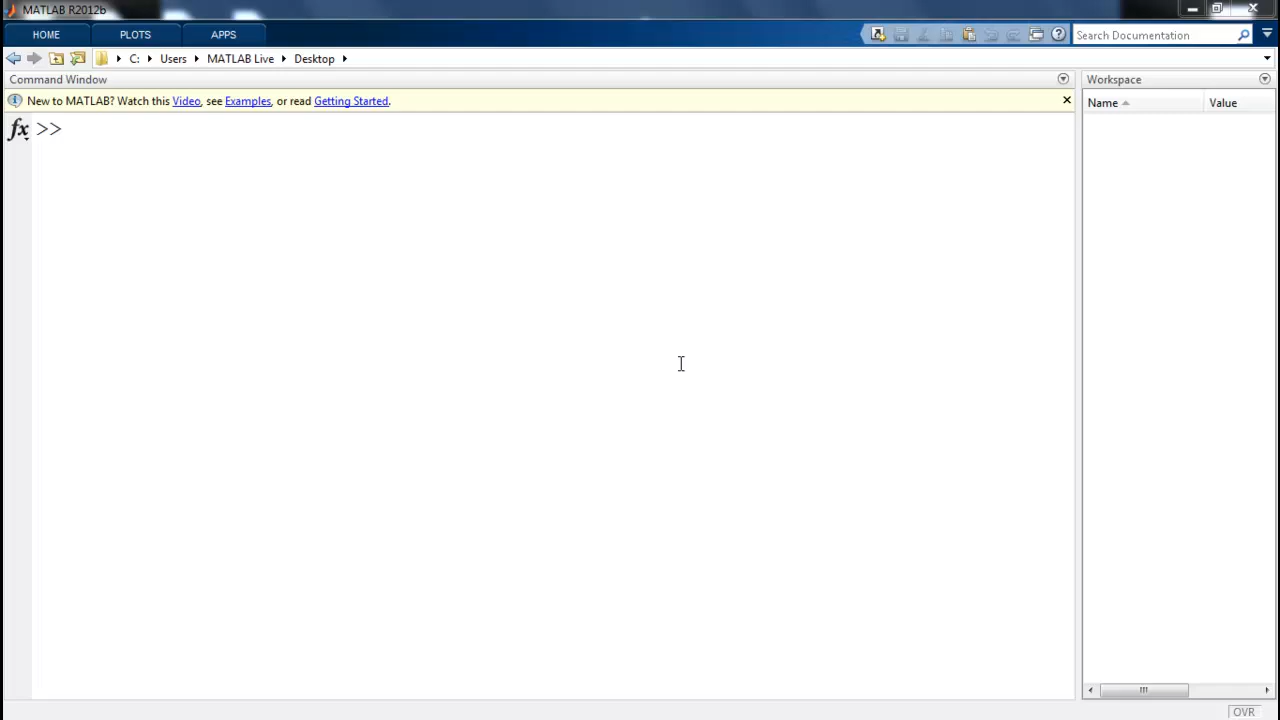 MATLAB R2012b
HOME PLOTS APPS Search Documentation
C: Users MATLAB Live Desktop
Command Window Workspace
New to MATLAB? Watch this Video, see Examples, or read Getting Started. Name Value
fx >>
OVR